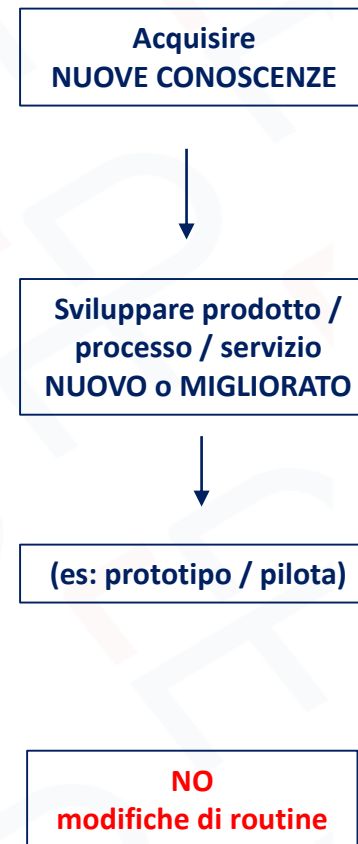 Acquisire
NUOVE CONOSCENZE
Sviluppare prodotto /
processo / servizio
NUOVO o MIGLIORATO
(es: prototipo / pilota)
NO
modifiche di routine